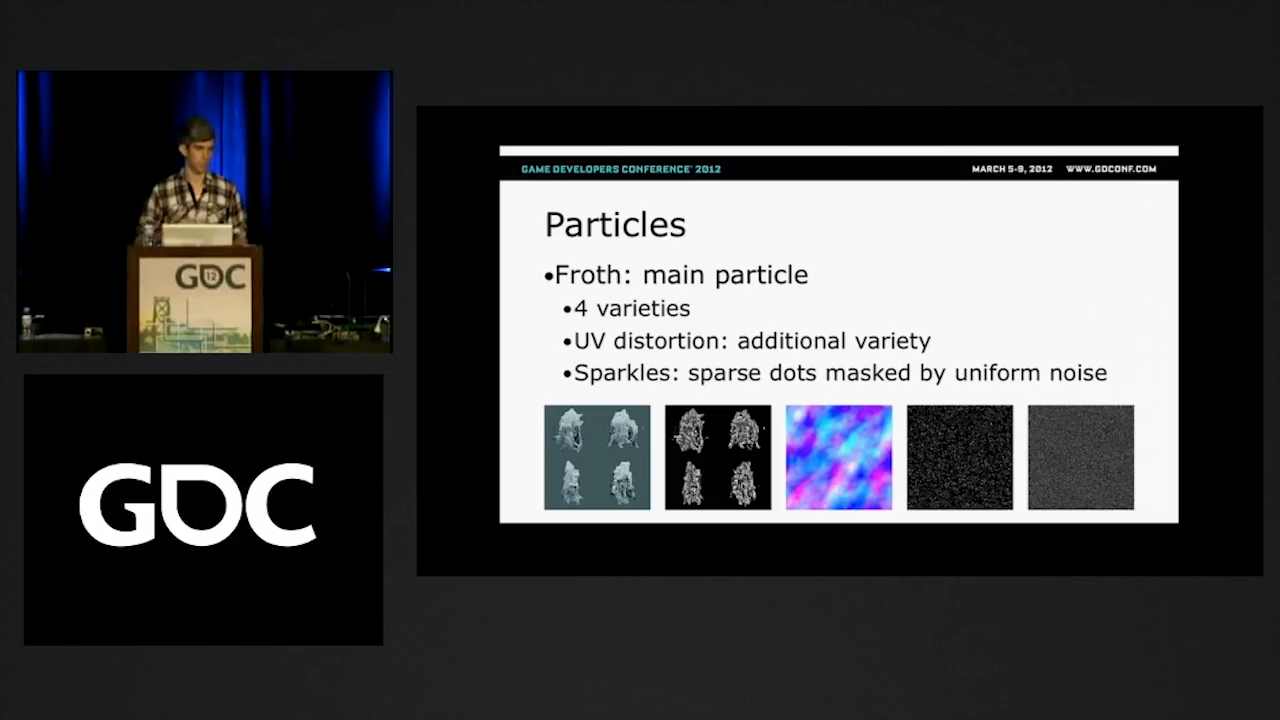 GDC
12
GDC
GAME DEVELOPERS CONFERENCE® 2012
MARCH 5-9, 2012 WWW.GDCONF.COM
Particles
•Froth: main particle
•4 varieties
•UV distortion: additional variety
•Sparkles: sparse dots masked by uniform noise